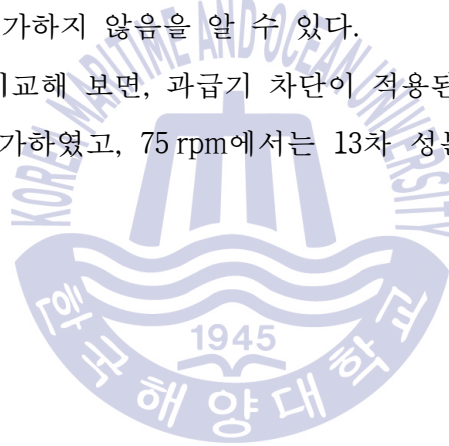 가하지 않음을 알 수 있다.
교해 보면, 과급기 차단이 적용된
가하였고, 75 rpm에서는 13차 성분
KOREA MARITIME AND OCEAN UNIVERSITY
1945
한국해양대학교